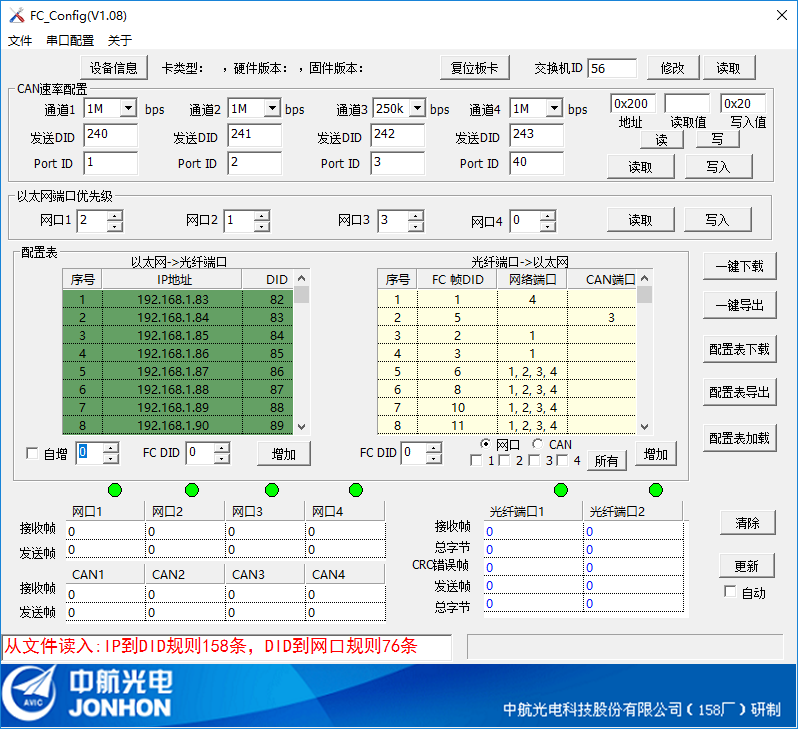 FC_Config(V1.08)
文件 串口配置 关于
设备信息 卡类型： ，硬件版本： ，固件版本： 复位板卡 交换机ID 56 修改 读取
CAN速率配置
通道1 1M bps 通道2 1M bps 通道3 250k bps 通道4 1M bps 0x200 0x20
地址 读取值 写入值
发送DID 240 发送DID 241 发送DID 242 发送DID 243 读 写
Port ID 1 Port ID 2 Port ID 3 Port ID 40 读取 写入
以太网端口优先级
网口1 2 网口2 1 网口3 3 网口4 0 读取 写入
配置表
以太网->光纤端口 光纤端口->以太网
序号 IP地址 DID 序号 FC 帧DID 网络端口 CAN端口
1 192.168.1.83 82 1 1 4
2 192.168.1.84 83 2 5 3
3 192.168.1.85 84 3 2 1
4 192.168.1.86 85 4 3 1
5 192.168.1.87 86 5 6 1, 2, 3, 4
6 192.168.1.88 87 6 8 1, 2, 3, 4
7 192.168.1.89 88 7 10 1, 2, 3, 4
8 192.168.1.90 89 8 11 1, 2, 3, 4
自增 0 FC DID 0 增加 FC DID 0 网口 CAN 1 2 3 4 所有 增加
一键下载
一键导出
配置表下载
配置表导出
配置表加载
网口1 网口2 网口3 网口4
接收帧 0 0 0 0
发送帧 0 0 0 0
CAN1 CAN2 CAN3 CAN4
接收帧 0 0 0 0
发送帧 0 0 0 0
光纤端口1 光纤端口2
接收帧 0 0
总字节 0 0
CRC错误帧 0 0
发送帧 0 0
总字节 0 0
清除
更新
自动
从文件读入:IP到DID规则158条，DID到网口规则76条
AVIC 中航光电
JONHON
中航光电科技股份有限公司（158厂）研制